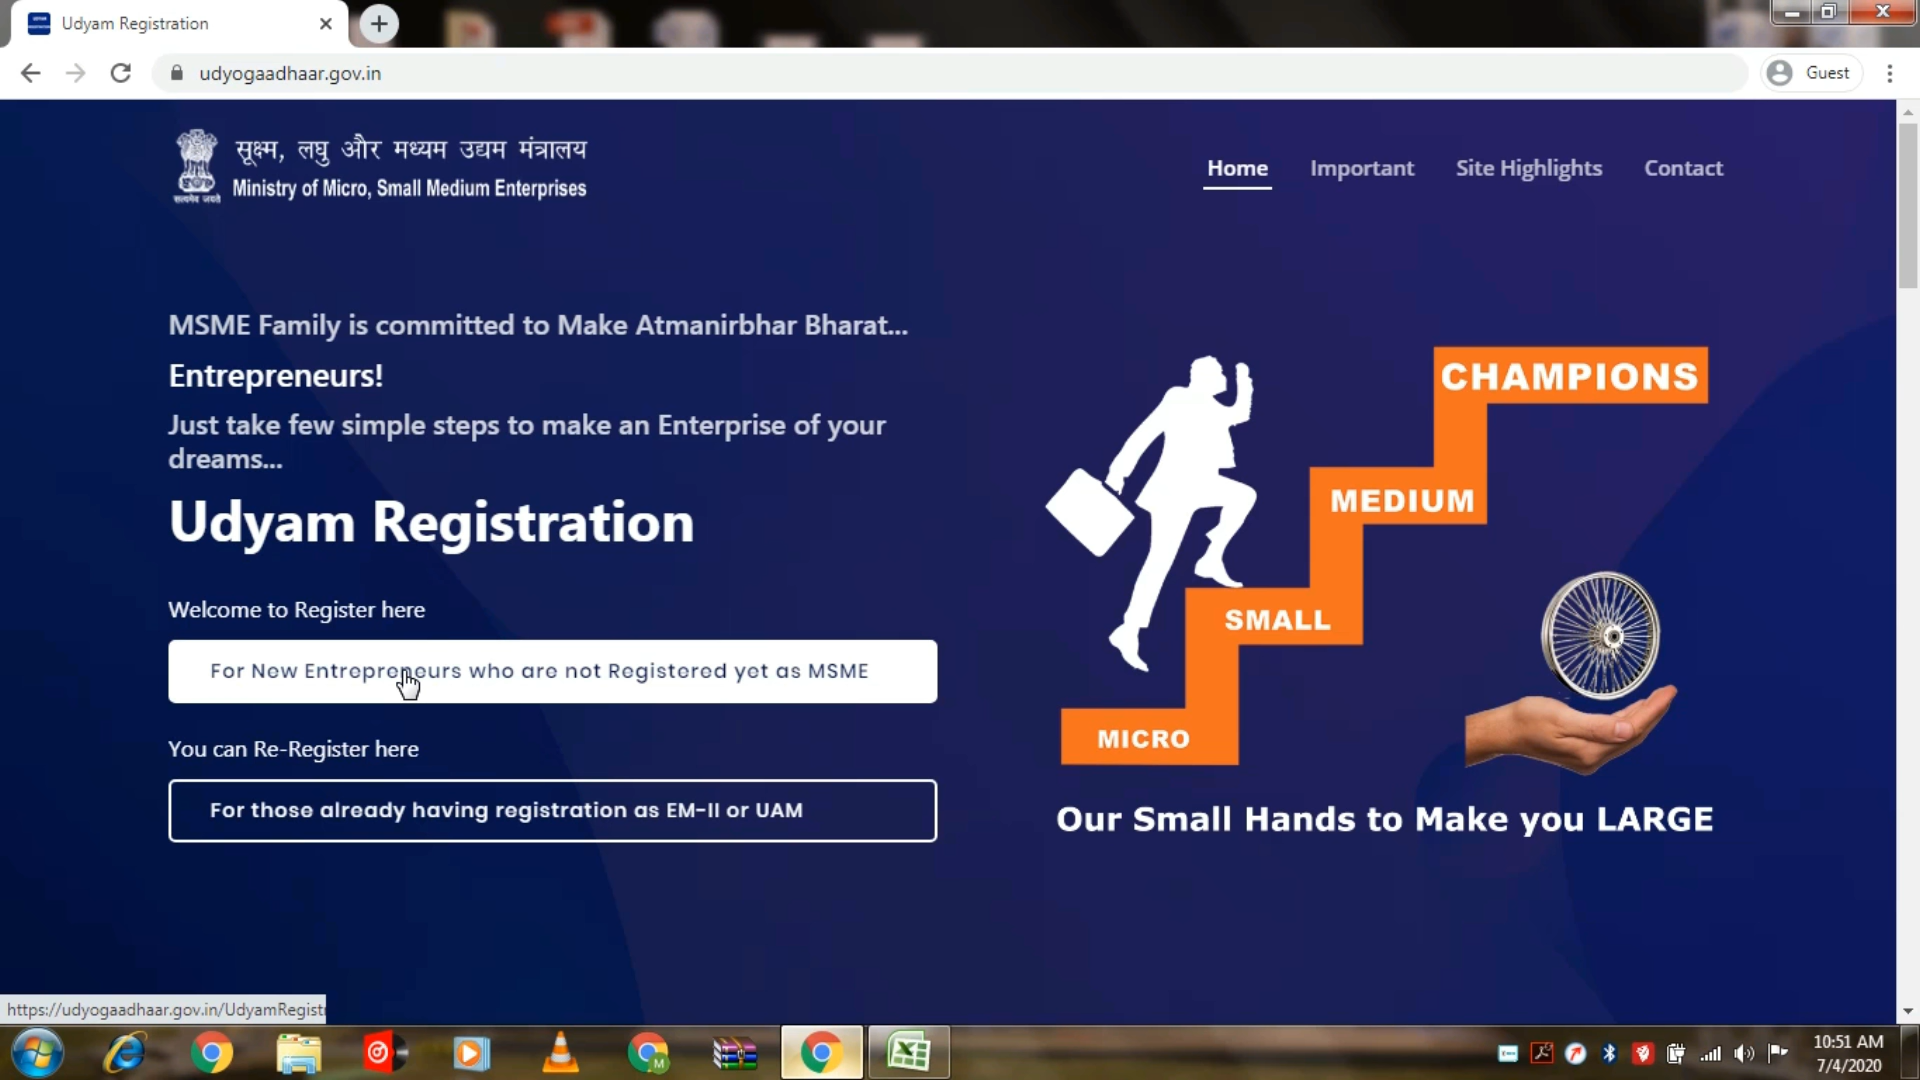 Udyam Registration
udyogaadhaar.gov.in
Guest
सूक्ष्म, लघु और मध्यम उद्यम मंत्रालय
सत्यमेव जयते
Ministry of Micro, Small Medium Enterprises
Home
Important
Site Highlights
Contact
MSME Family is committed to Make Atmanirbhar Bharat...
Entrepreneurs!
Just take few simple steps to make an Enterprise of your
dreams...
Udyam Registration
Welcome to Register here
For New Entrepreneurs who are not Registered yet as MSME
You can Re-Register here
For those already having registration as EM-II or UAM
CHAMPIONS
MEDIUM
SMALL
MICRO
Our Small Hands to Make you LARGE
https://udyogaadhaar.gov.in/UdyamRegistr
10:51 AM
7/4/2020